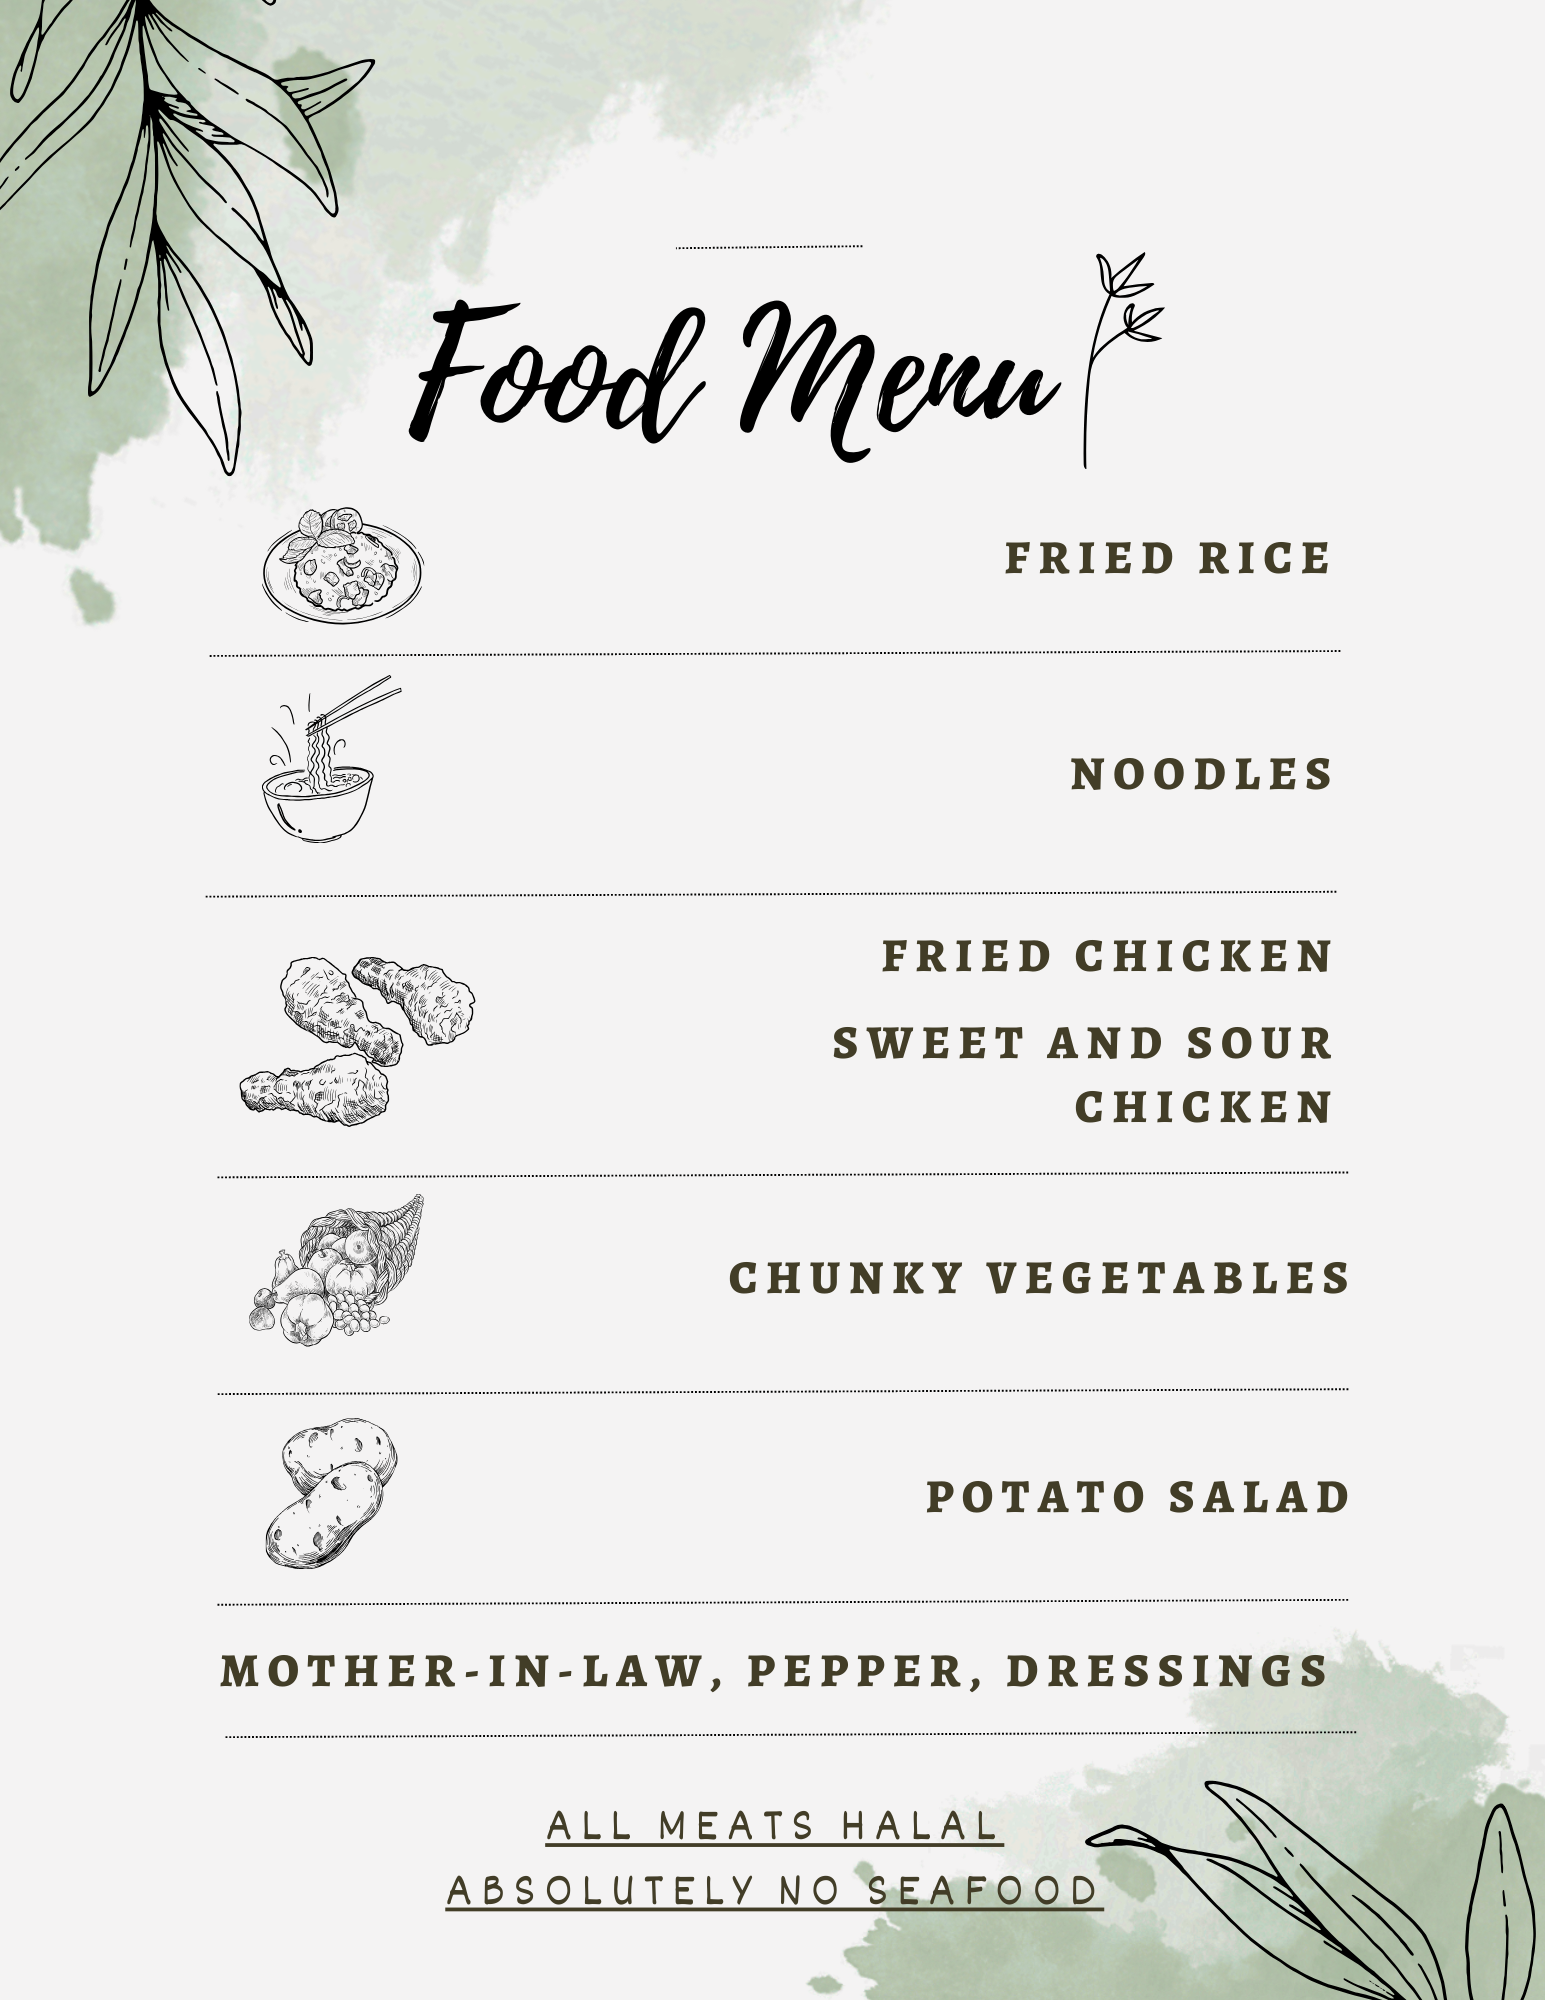 Food Menu
FRIED RICE
NOODLES
FRIED CHICKEN
SWEET AND SOUR
CHICKEN
CHUNKY VEGETABLES
POTATO SALAD
MOTHER-IN-LAW, PEPPER, DRESSINGS
ALL MEATS HALAL
ABSOLUTELY NO SEAFOOD